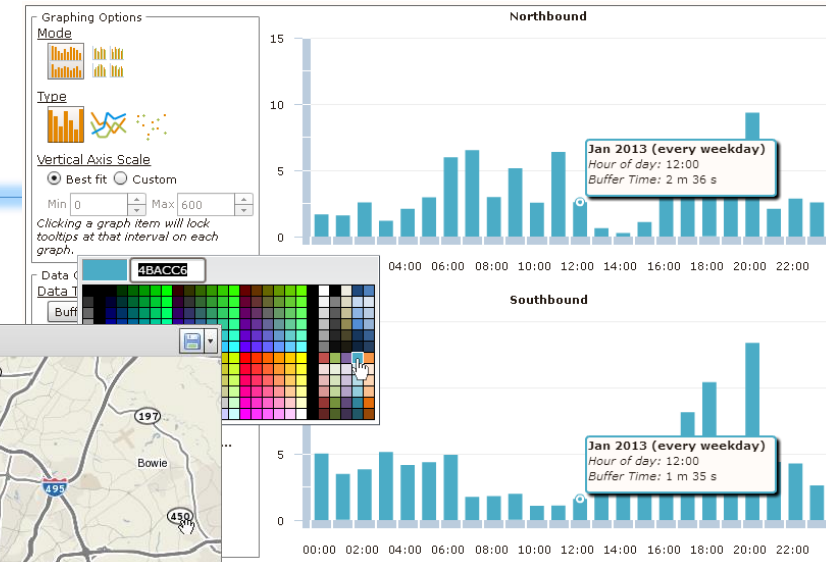 Graphing Options
Mode
Type
Vertical Axis Scale
Best fit
Custom
Min 0
Max 600
Clicking a graph item will lock
tooltips at that interval on each
graph.
Data
Data T
Buff
4BACC6
...
197
Bowie
495
450
Northbound
15
10
5
0
Jan 2013 (every weekday)
Hour of day: 12:00
Buffer Time: 2 m 36 s
04:00 06:00 08:00 10:00 12:00 14:00 16:00 18:00 20:00 22:00
Southbound
5
0
Jan 2013 (every weekday)
Hour of day: 12:00
Buffer Time: 1 m 35 s
00:00 02:00 04:00 06:00 08:00 10:00 12:00 14:00 16:00 18:00 20:00 22:00